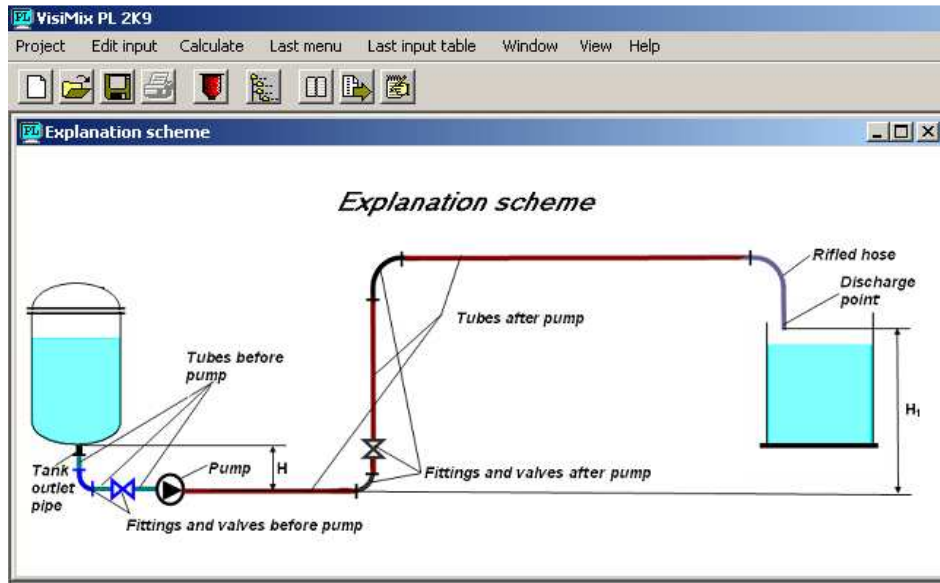 VisiMix PL 2K9
Project Edit input Calculate Last menu Last input table Window View Help
PL Explanation scheme
Explanation scheme
Rifled hose
Discharge
point
Tubes after pump
Tubes before
pump
H₁
Tank
outlet
pipe
Pump
H
Fittings and valves after pump
Fittings and valves before pump